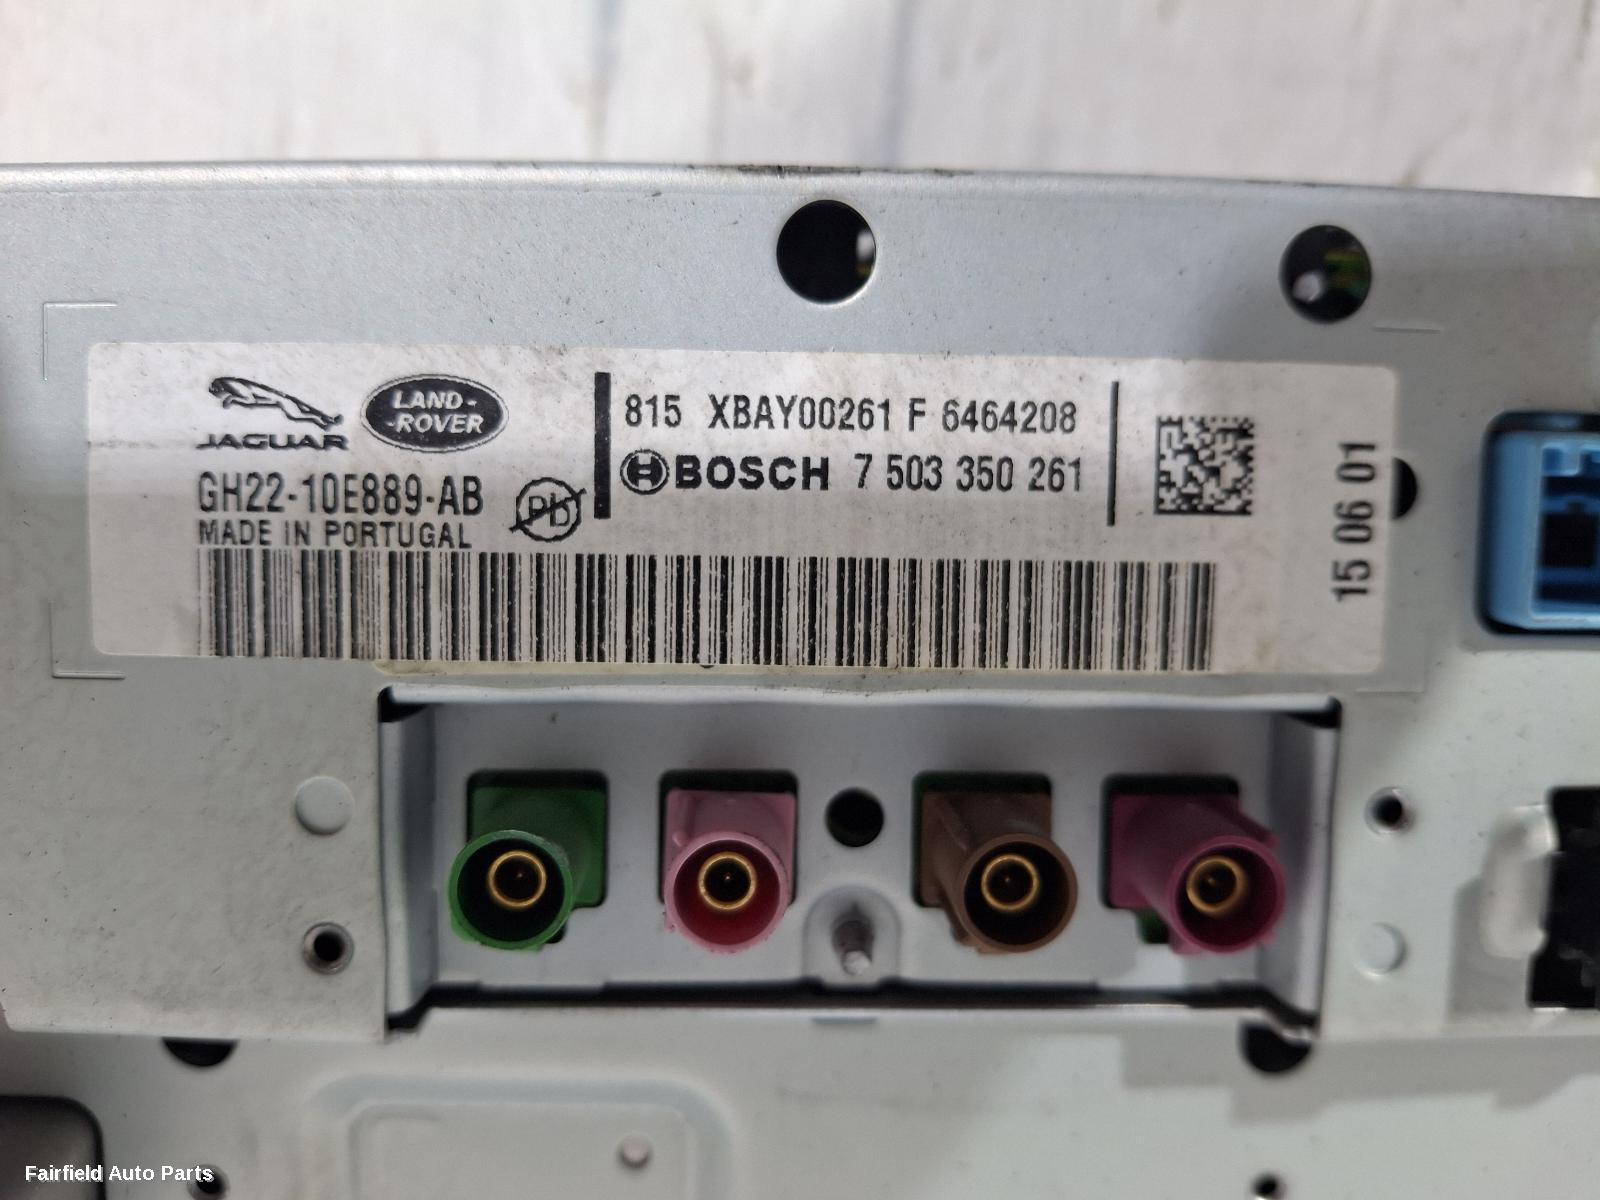 JAGUAR
LAND-
-ROVER
GH22-10E889-AB
Pb
MADE IN PORTUGAL
815 XBAY00261 F 6464208
BOSCH 7 503 350 261
15 06 01
Fairfield Auto Parts